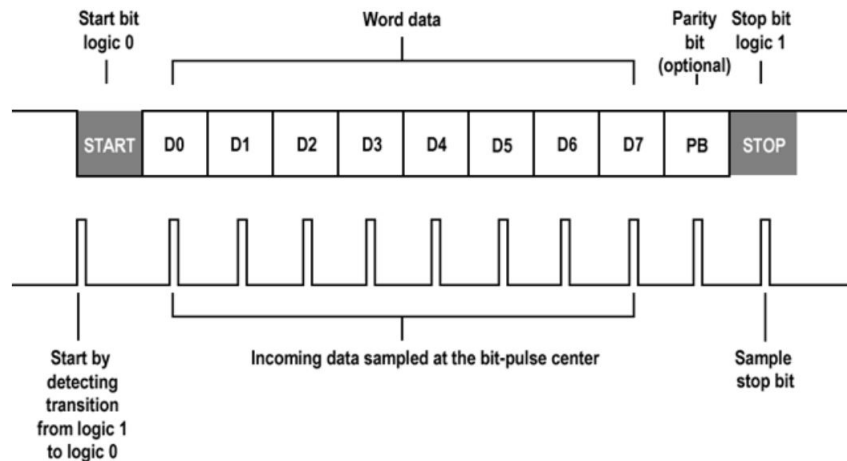 Start bit
logic 0
Word data
Parity
bit
(optional)
Stop bit
logic 1
START D0 D1 D2 D3 D4 D5 D6 D7 PB STOP
Start by
detecting
transition
from logic 1
to logic 0
Incoming data sampled at the bit-pulse center
Sample
stop bit